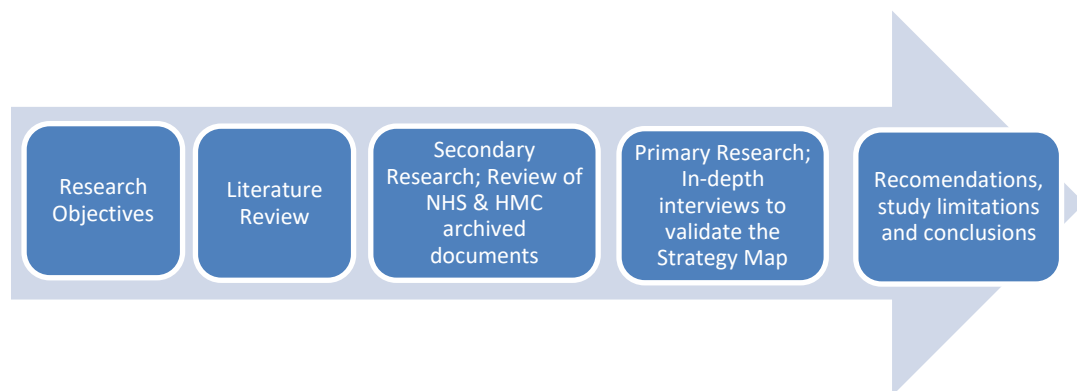 Research
Objectives
Literature
Review
Secondary
Research; Review of
NHS & HMC
archived
documents
Primary Research;
In-depth
interviews to
validate the
Strategy Map
Recomendations,
study limitations
and conclusions